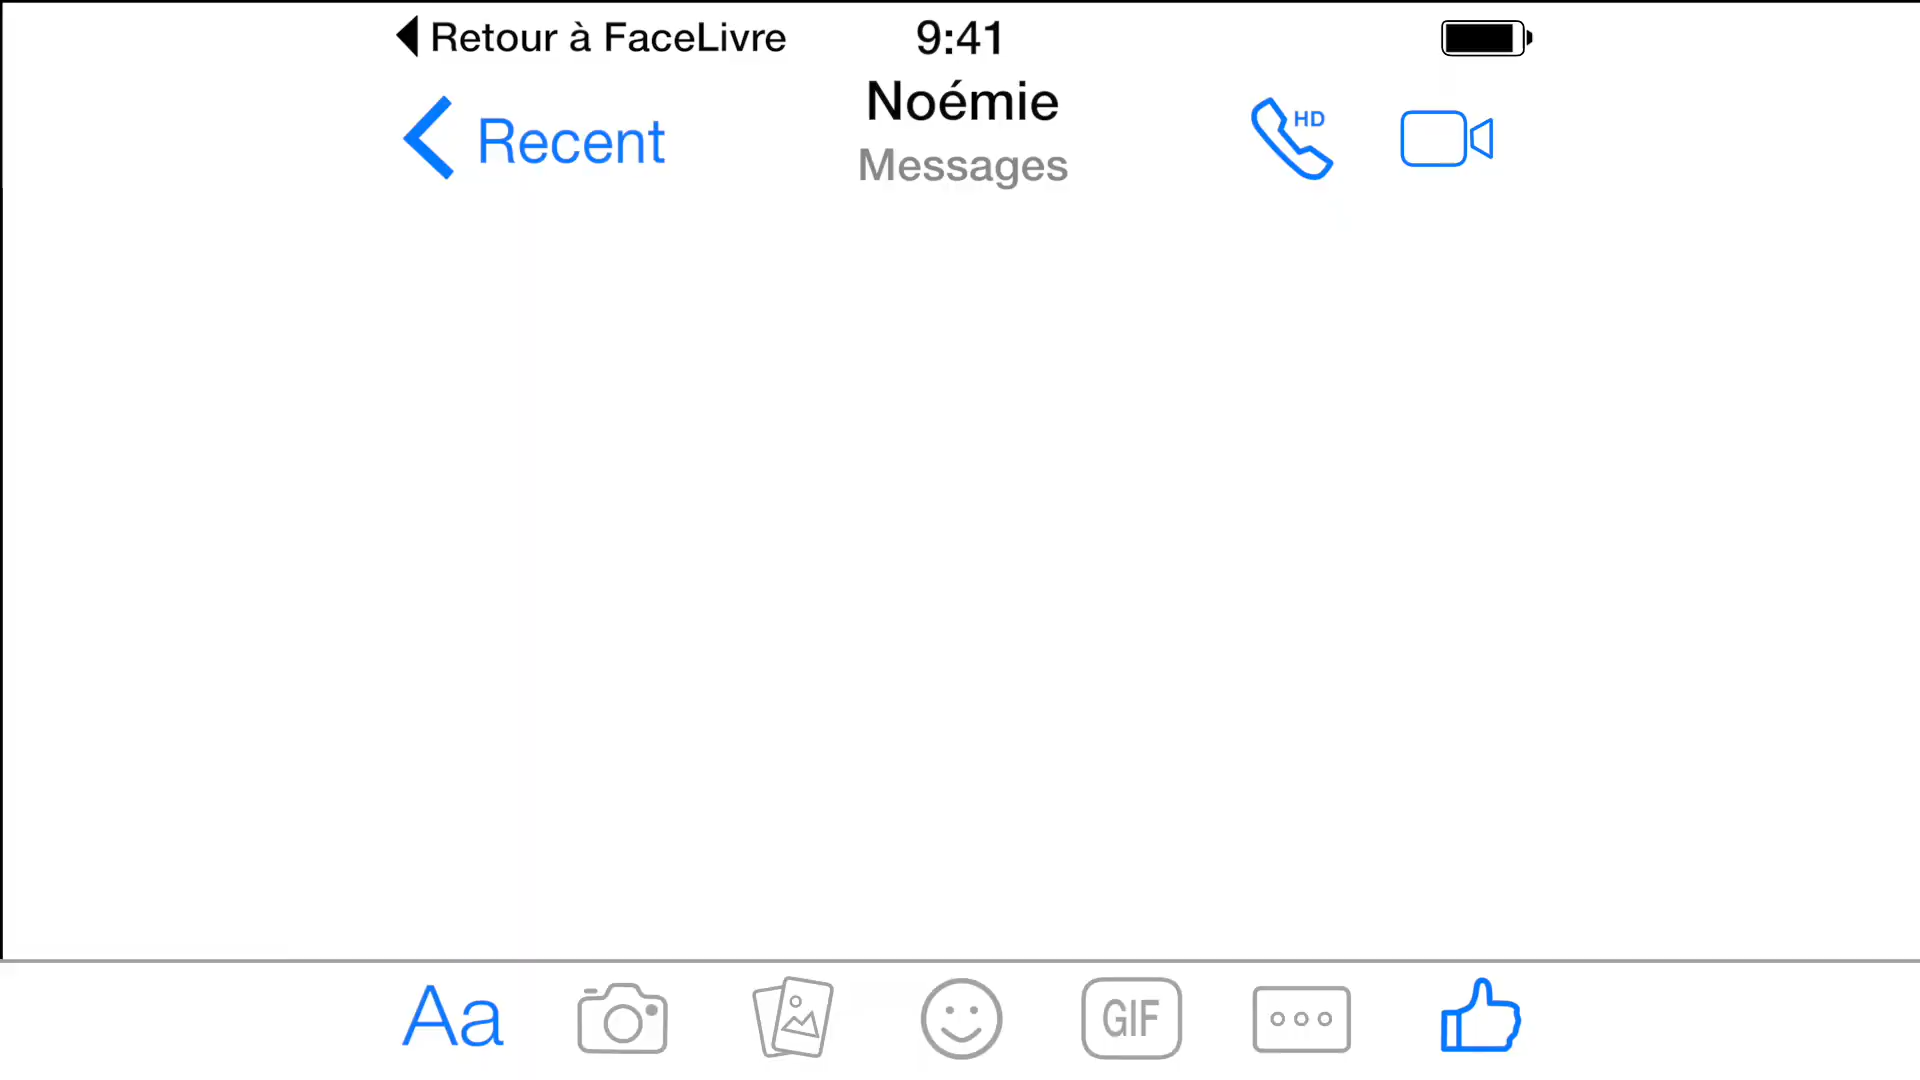 Retour à FaceLivre
9:41
Recent
Noémie
Messages
HD
Aa
GIF